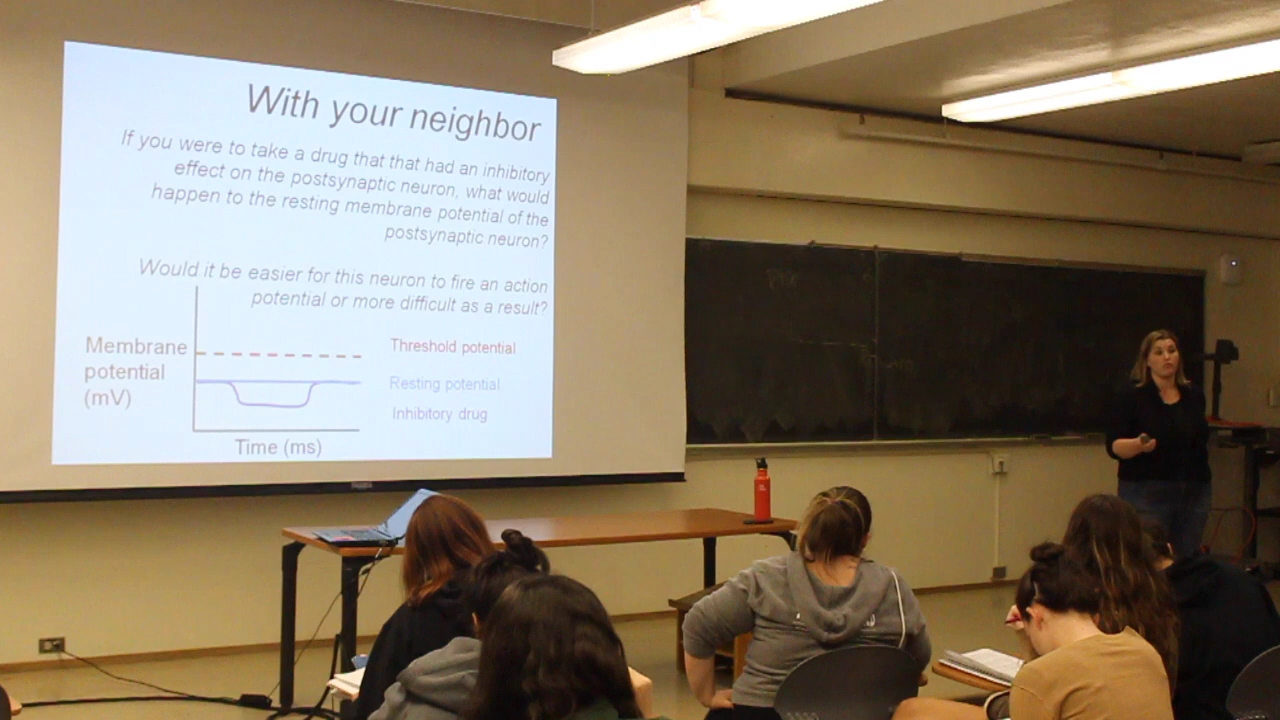 With your neighbor
If you were to take a drug that that had an inhibitory
effect on the postsynaptic neuron, what would
happen to the resting membrane potential of the
postsynaptic neuron?
Would it be easier for this neuron to fire an action
potential or more difficult as a result?
Membrane
potential
(mV)
Threshold potential
Resting potential
Inhibitory drug
Time (ms)